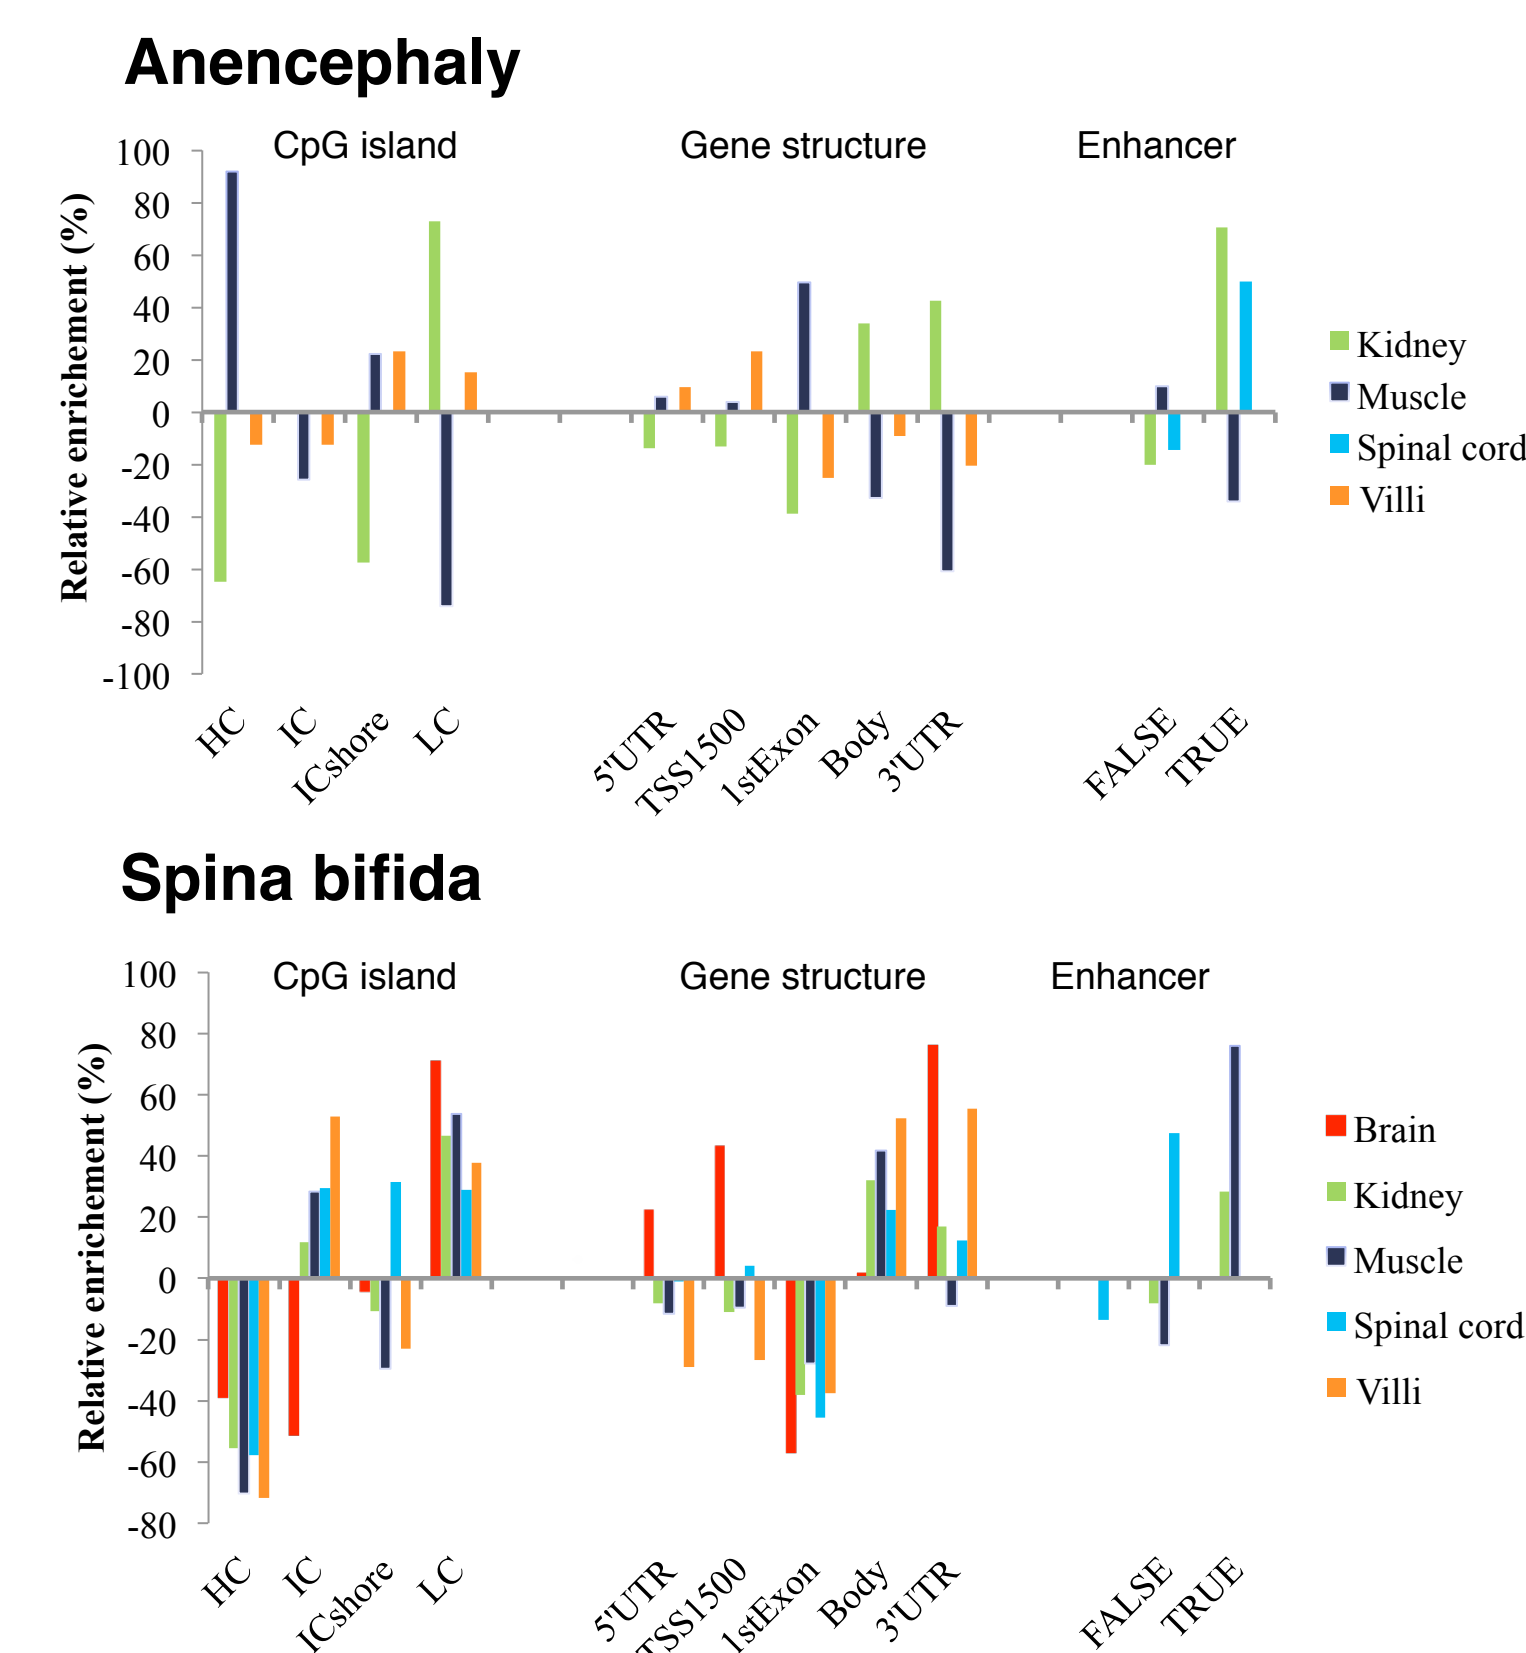 Anencephaly
CpG island Gene structure Enhancer
Relative enrichement (%)
100
80
60
40
20
0
-20
-40
-60
-80
-100
HC IC ICshore LC 5'UTR TSS1500 1stExon Body 3'UTR FALSE TRUE
Kidney
Muscle
Spinal cord
Villi
Spina bifida
CpG island Gene structure Enhancer
Relative enrichement (%)
100
80
60
40
20
0
-20
-40
-60
-80
HC IC ICshore LC 5'UTR TSS1500 1stExon Body 3'UTR FALSE TRUE
Brain
Kidney
Muscle
Spinal cord
Villi